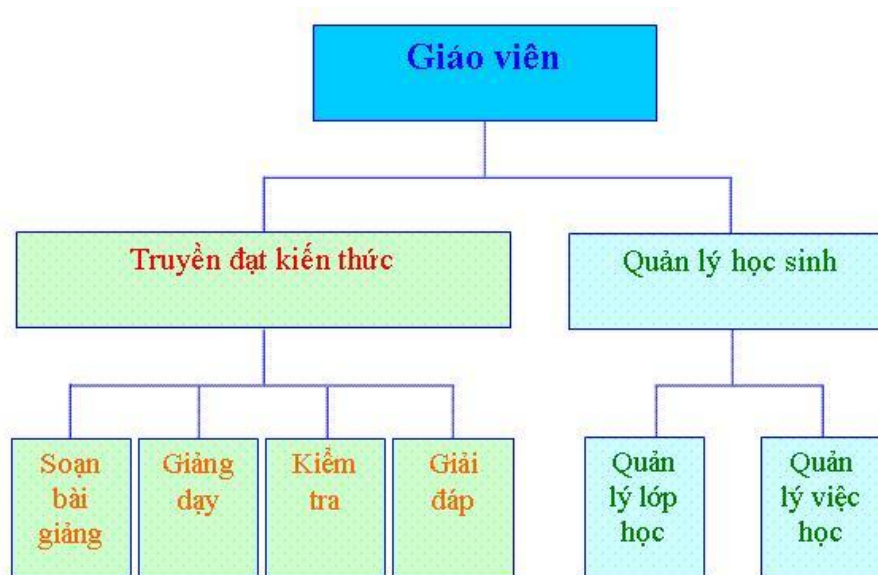 Giáo viên
Truyền đạt kiến thức
Quản lý học sinh
Soạn
bài
giảng
Giảng
dạy
Kiểm
tra
Giải
đáp
Quản
lý lớp
học
Quản
lý việc
học